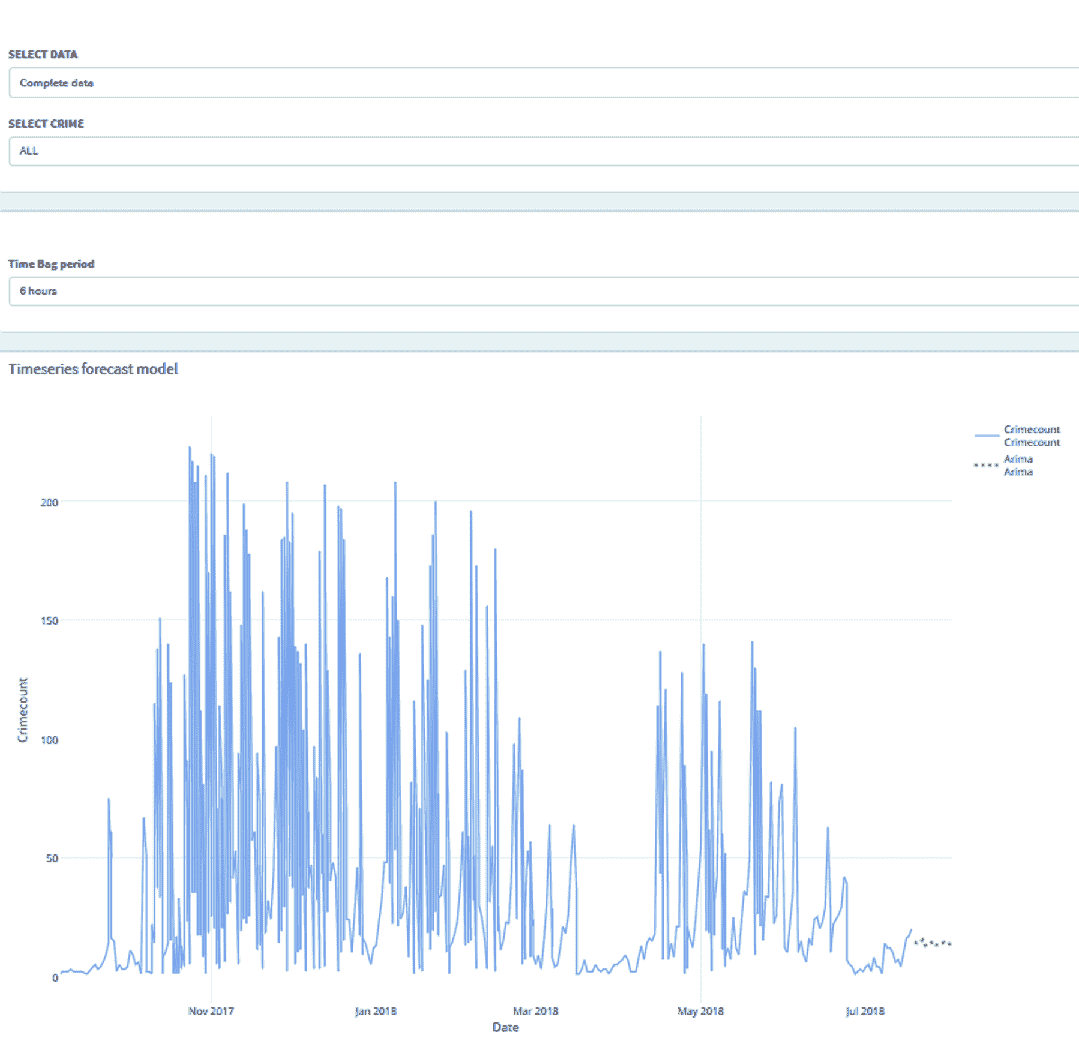 SELECT DATA
Complete data
SELECT CRIME
ALL
Time Bag period
6 hours
Timeseries forecast model
Crimecount
Crimecount
Arima
Arima
200
150
100
50
0
Crimecount
Nov 2017
Jan 2018
Mar 2018
May 2018
Jul 2018
Date